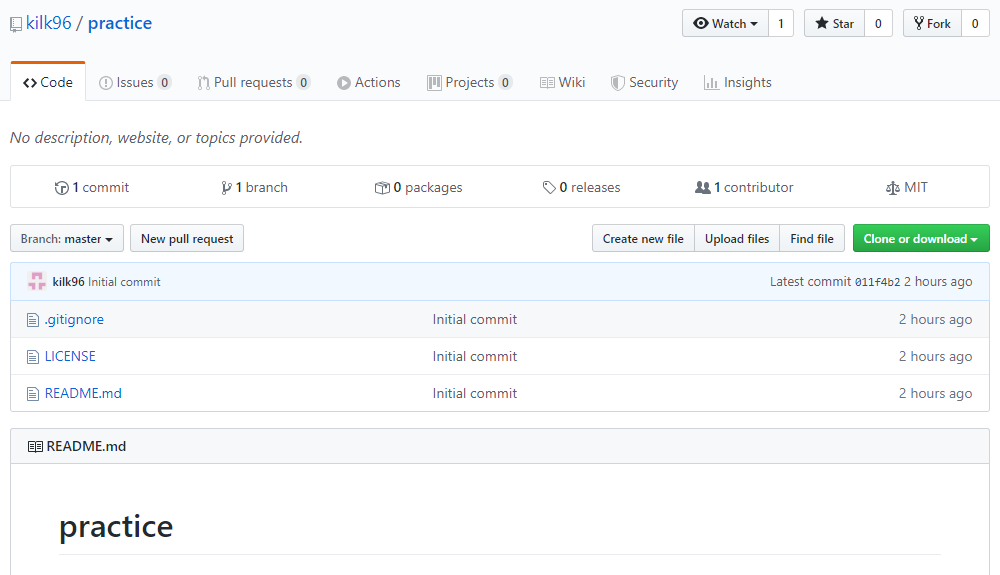 kilk96 / practice Watch 1 Star 0 Fork 0
Code Issues 0 Pull requests 0 Actions Projects 0 Wiki Security Insights
No description, website, or topics provided.
1 commit 1 branch 0 packages 0 releases 1 contributor MIT
Branch: master New pull request Create new file Upload files Find file Clone or download
kilk96 Initial commit Latest commit 011f4b2 2 hours ago
.gitignore Initial commit 2 hours ago
LICENSE Initial commit 2 hours ago
README.md Initial commit 2 hours ago
README.md
practice